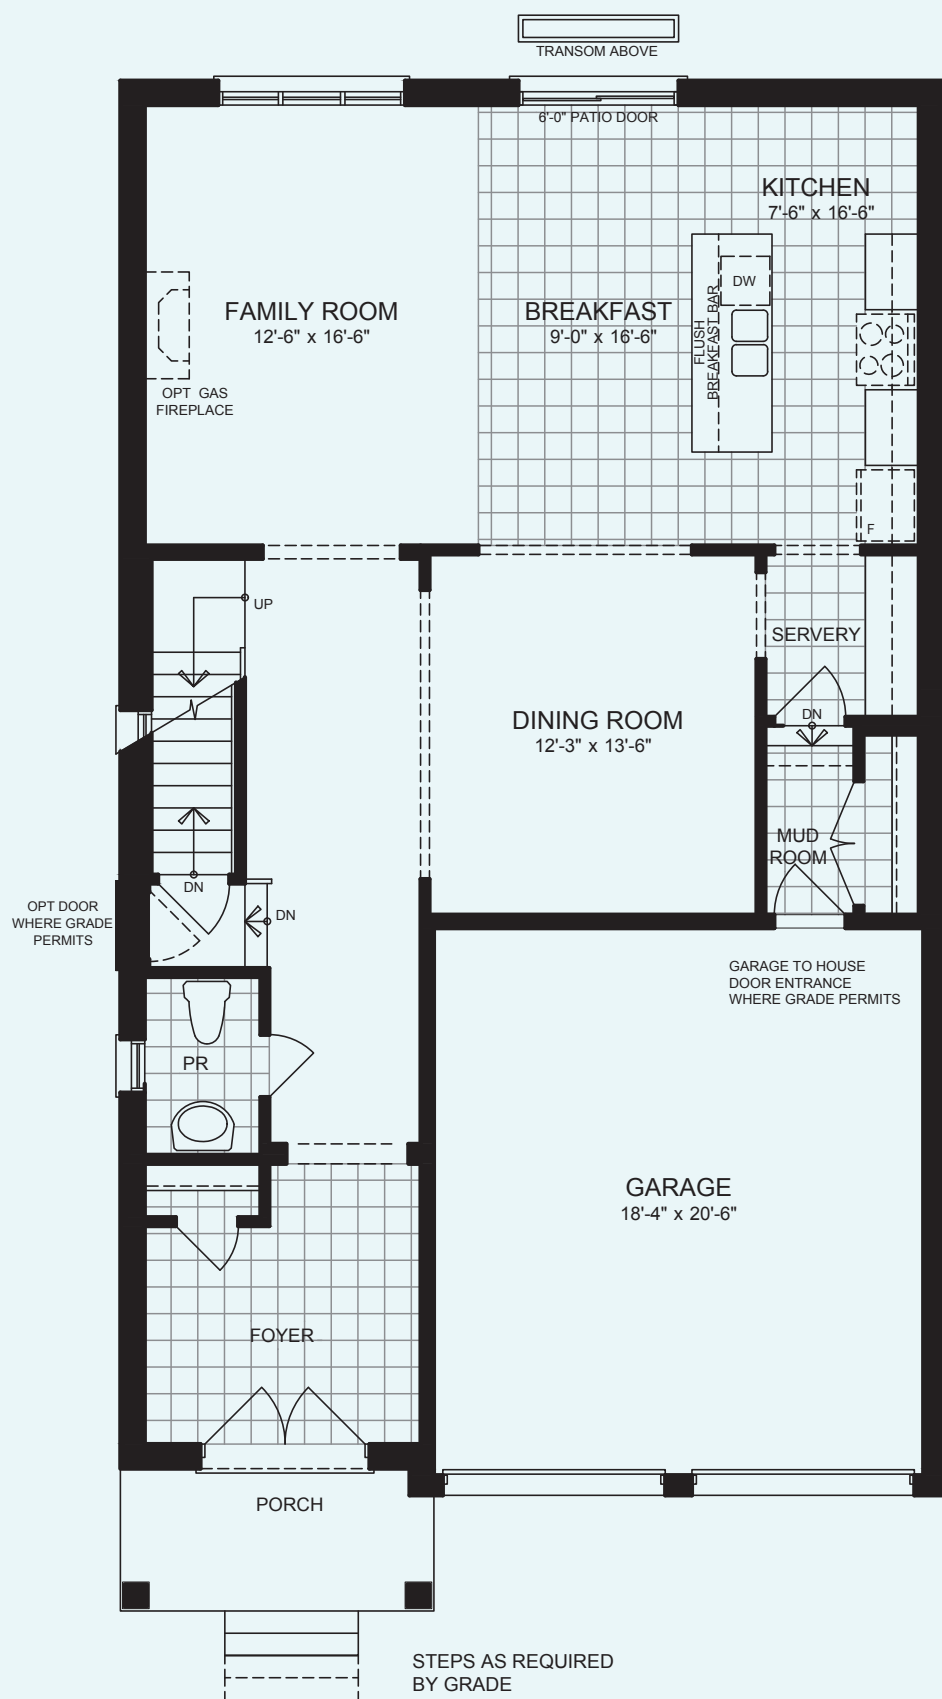 TRANSOM ABOVE
6'-0" PATIO DOOR
KITCHEN
7'-6" x 16'-6"
FAMILY ROOM
12'-6" x 16'-6"
BREAKFAST
9'-0" x 16'-6"
DW
FLUSH
BREAKFAST BAR
OPT GAS
FIREPLACE
F
UP
SERVERY
DN
DINING ROOM
12'-3" x 13'-6"
MUD
ROOM
DN
DN
OPT DOOR
WHERE GRADE
PERMITS
GARAGE TO HOUSE
DOOR ENTRANCE
WHERE GRADE PERMITS
PR
GARAGE
18'-4" x 20'-6"
FOYER
PORCH
STEPS AS REQUIRED
BY GRADE